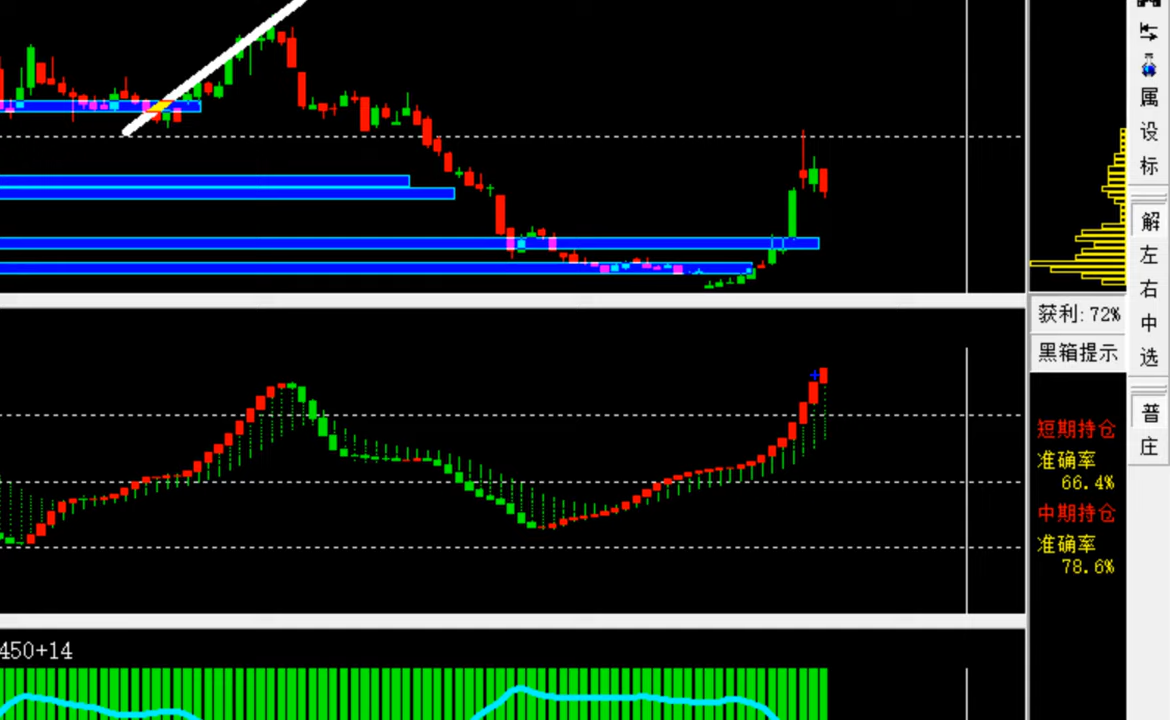 属
设
标
解
左
右
获利: 72%
中
黑箱提示
选
普
短期持仓
庄
准确率
66.4%
中期持仓
准确率
78.6%
450+14